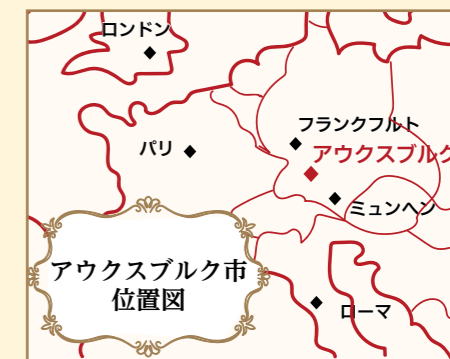 ロンドン
フランクフルト
パリ
アウクスブルク
ミュンヘン
アウクスブルク市
位置図
ローマ